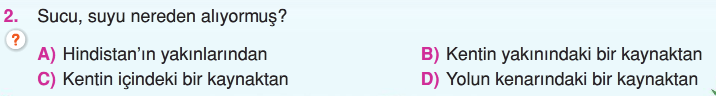 2. Sucu, suyu nereden alıyormuş?
?
A) Hindistan’ın yakınlarından B) Kentin yakınındaki bir kaynaktan
C) Kentin içindeki bir kaynaktan D) Yolun kenarındaki bir kaynaktan